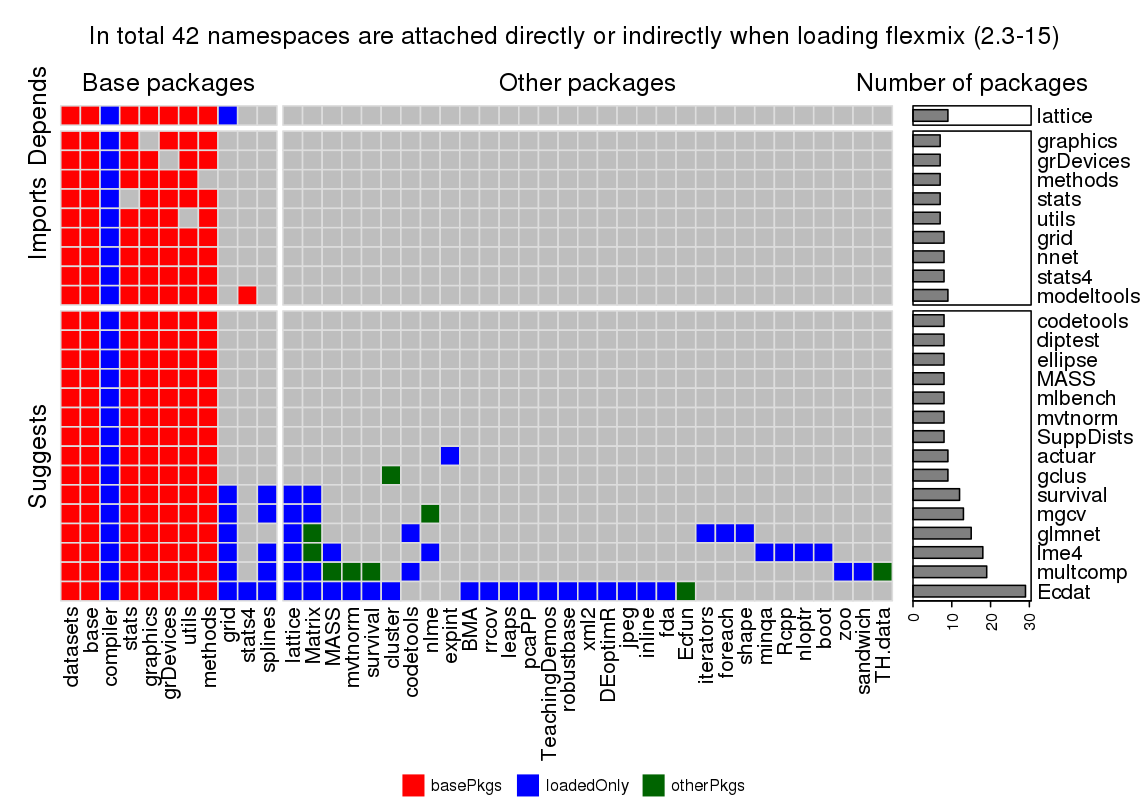 In total 42 namespaces are attached directly or indirectly when loading flexmix (2.3-15)
Base packages
Other packages
Number of packages
Depends
Imports
Suggests
lattice
graphics
grDevices
methods
stats
utils
grid
nnet
stats4
modeltools
codetools
diptest
ellipse
MASS
mlbench
mvtnorm
SuppDists
actuar
gclus
survival
mgcv
glmnet
lme4
multcomp
Ecdat
0
10
20
30
datasets
base
compiler
stats
graphics
grDevices
utils
methods
grid
stats4
splines
lattice
Matrix
MASS
mvtnorm
survival
cluster
codetools
nlme
expint
BMA
rrcov
leaps
pcaPP
TeachingDemos
robustbase
xml2
DEoptimR
jpeg
inline
fda
Ecfun
iterators
foreach
shape
minqa
Rcpp
nloptr
boot
zoo
sandwich
TH.data
basePkgs
loadedOnly
otherPkgs